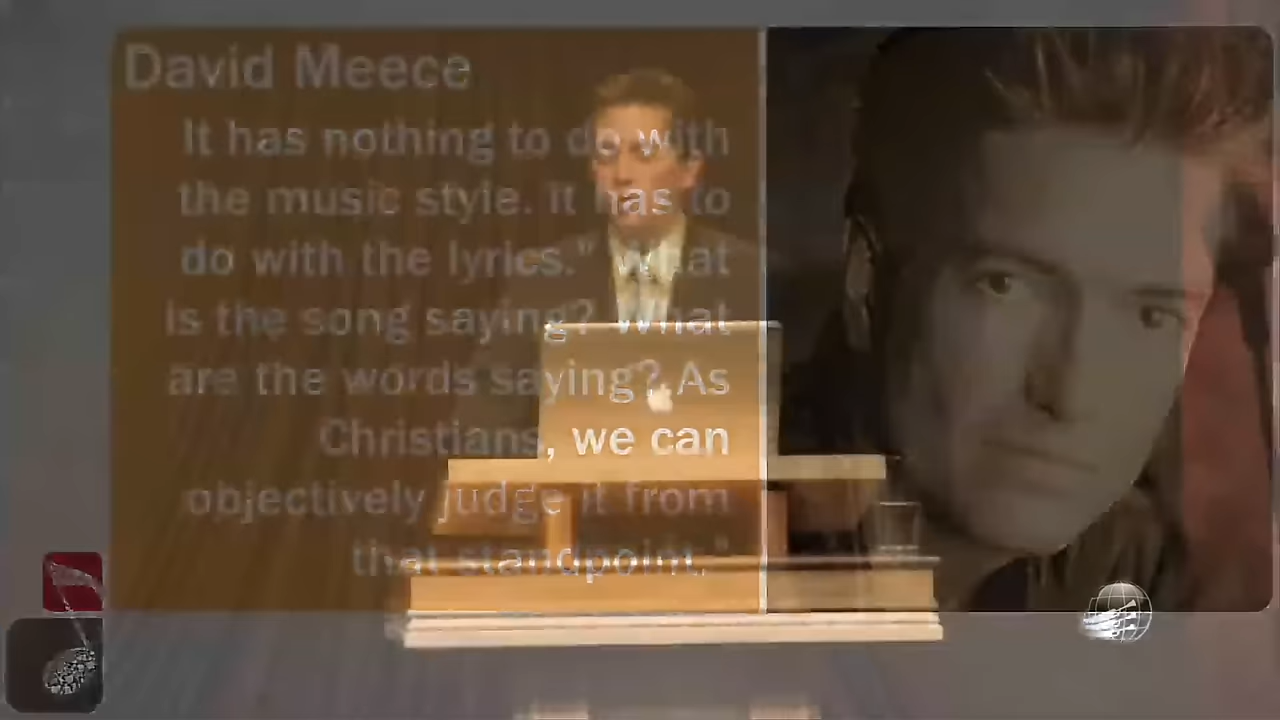 David Meece
It has nothing to do with
the music style. It has to
do with the lyrics." What
is the song saying? What
are the words saying? As
Christians, we can
objectively judge it from
that standpoint."